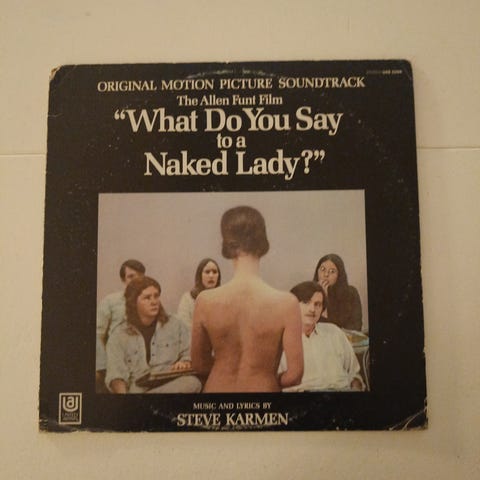 ORIGINAL MOTION PICTURE SOUNDTRACK
The Allen Funt Film
“What Do You Say
to a
Naked Lady?”
MUSIC AND LYRICS BY
STEVE KARMEN